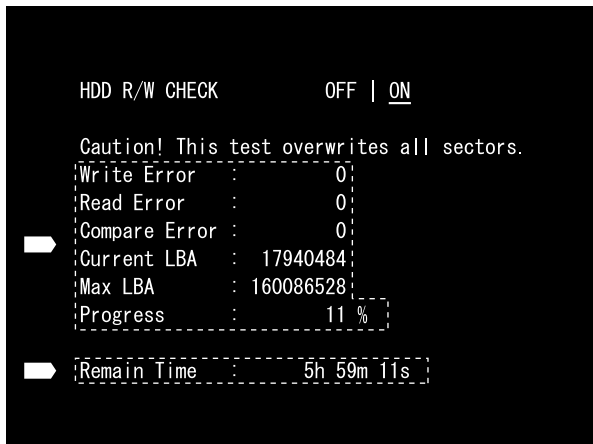 HDD R/W CHECK OFF | ON
Caution! This test overwrites all sectors.
Write Error : 0
Read Error : 0
Compare Error : 0
Current LBA : 17940484
Max LBA : 160086528
Progress : 11 %
Remain Time : 5h 59m 11s